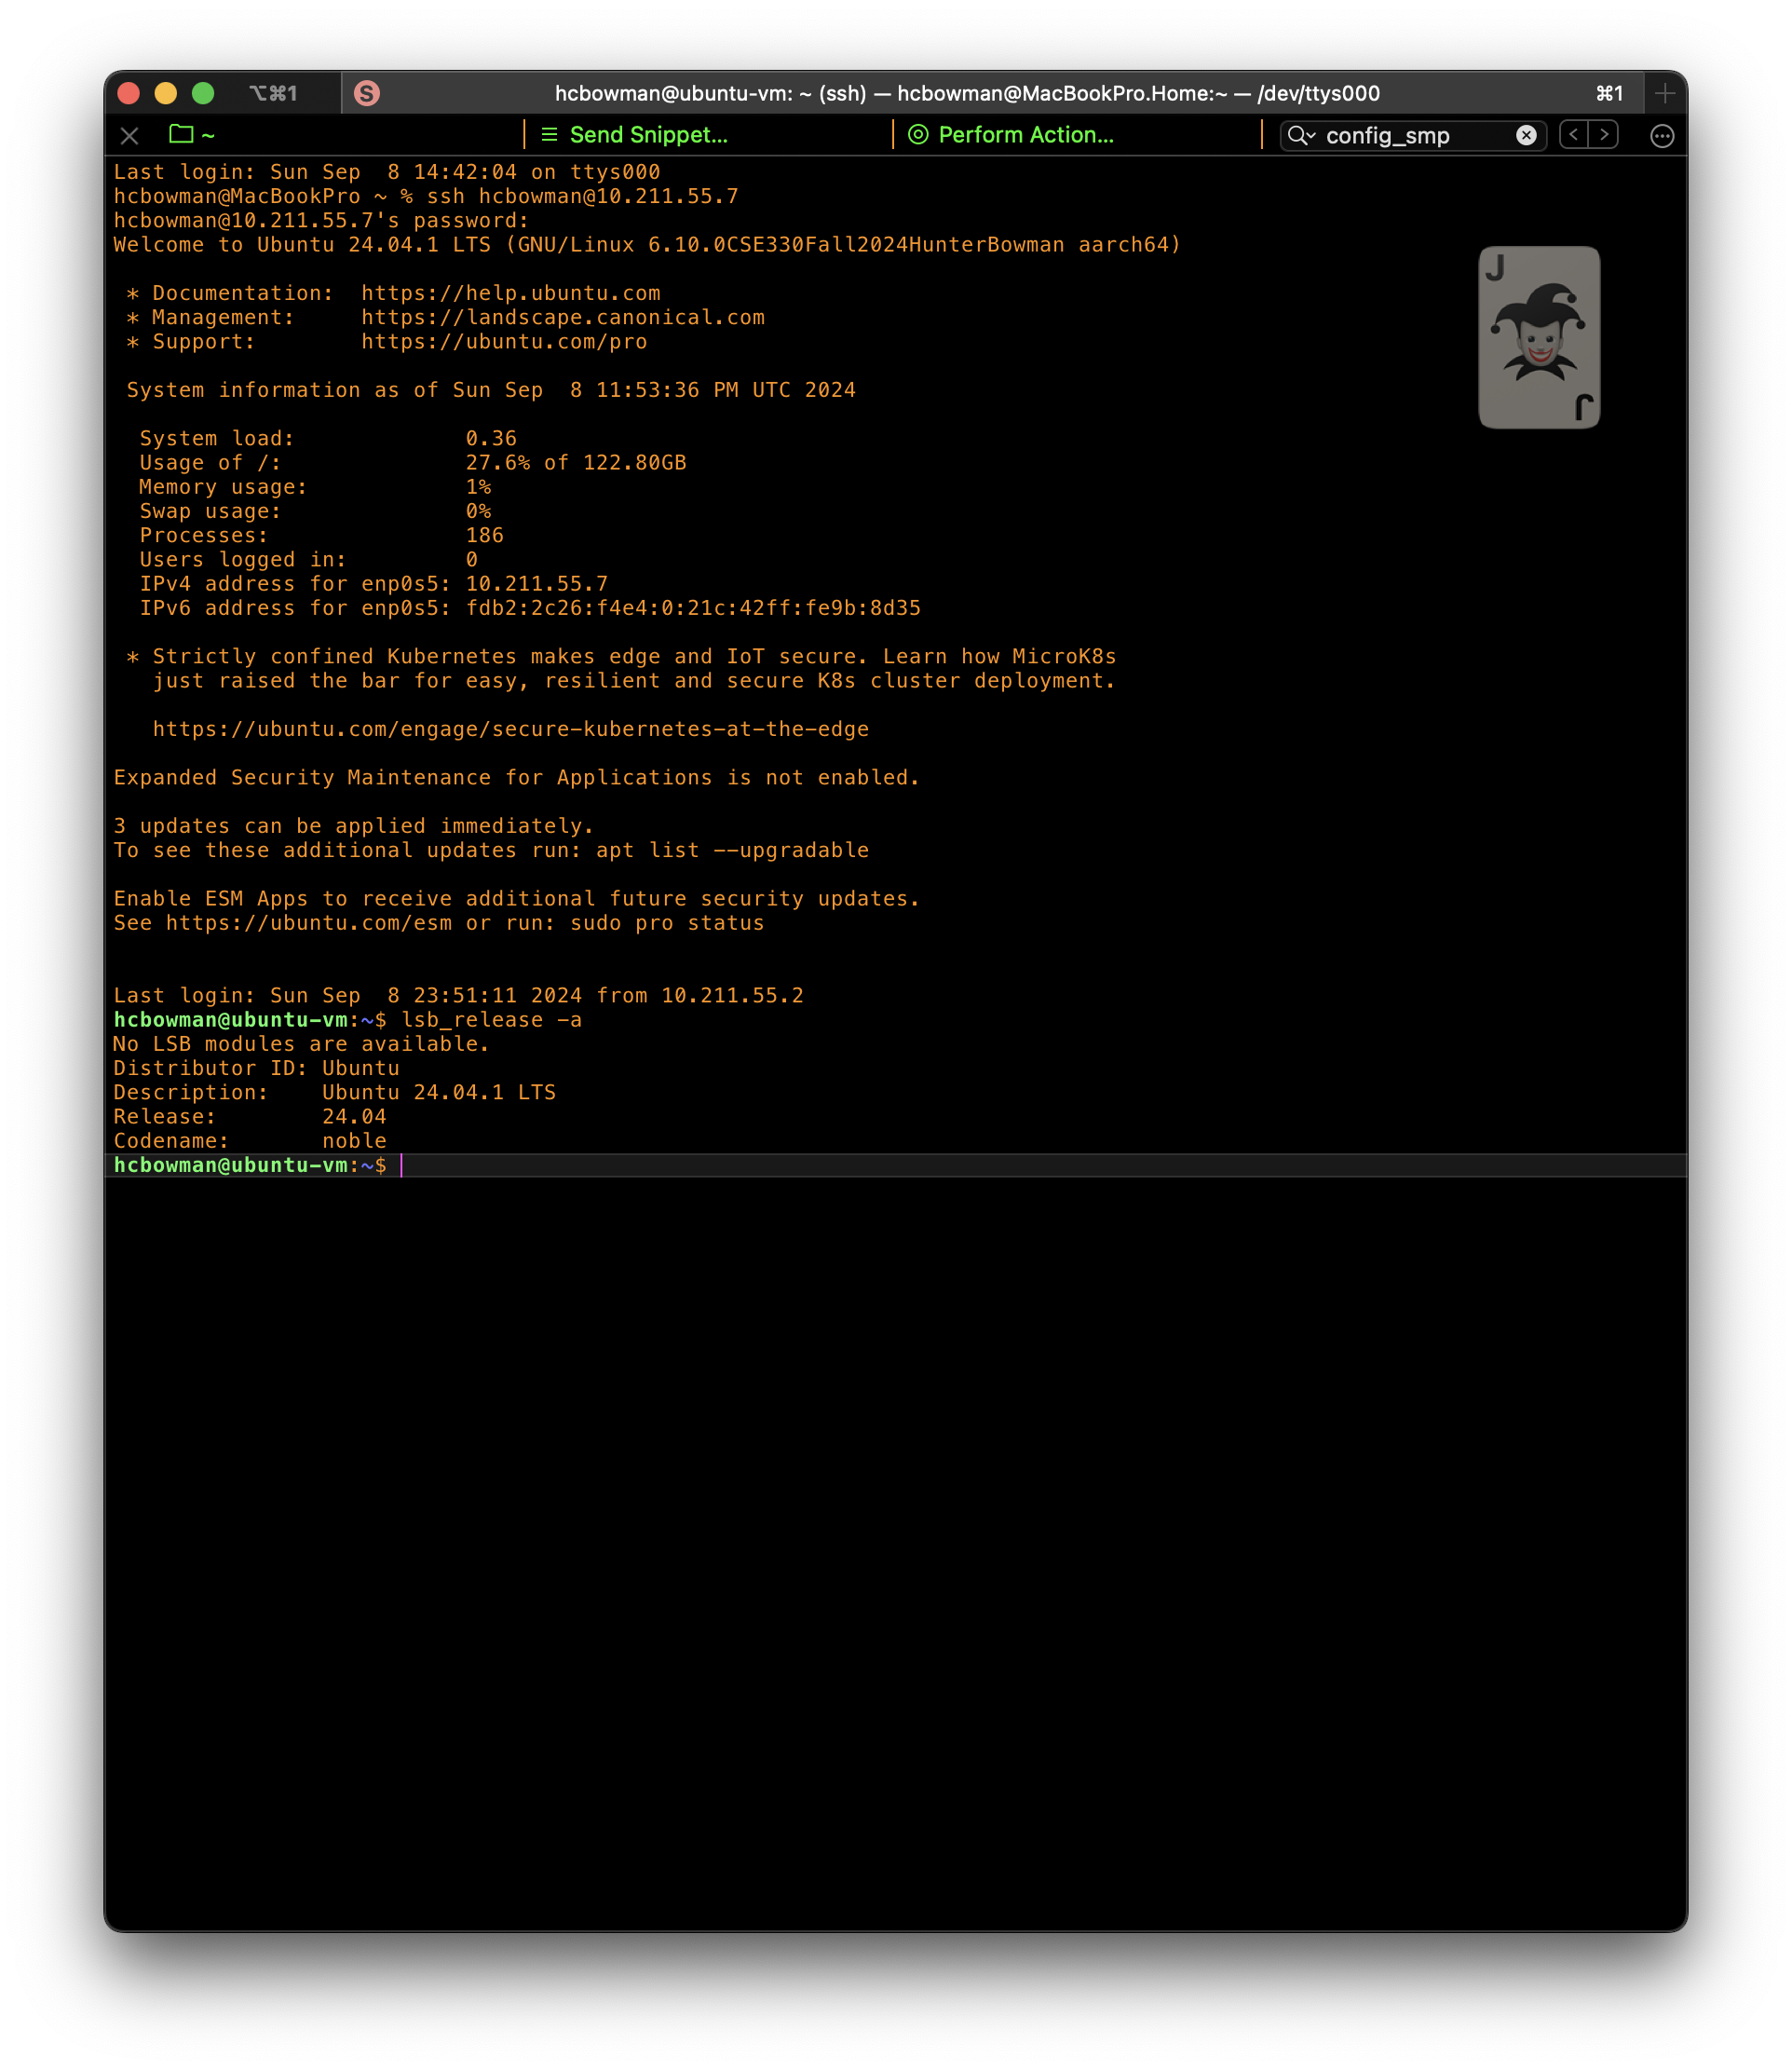 ⌥⌘1
S
hcbowman@ubuntu-vm: ~ (ssh) — hcbowman@MacBookPro.Home:~ — /dev/ttys000
⌘1
~
Send Snippet...
Perform Action...
config_smp
Last login: Sun Sep  8 14:42:04 on ttys000
hcbowman@MacBookPro ~ % ssh hcbowman@10.211.55.7
hcbowman@10.211.55.7's password:
Welcome to Ubuntu 24.04.1 LTS (GNU/Linux 6.10.0CSE330Fall2024HunterBowman aarch64)
J
J
 * Documentation:  https://help.ubuntu.com
 * Management:     https://landscape.canonical.com
 * Support:        https://ubuntu.com/pro
 System information as of Sun Sep  8 11:53:36 PM UTC 2024
  System load:             0.36
  Usage of /:              27.6% of 122.80GB
  Memory usage:            1%
  Swap usage:              0%
  Processes:               186
  Users logged in:         0
  IPv4 address for enp0s5: 10.211.55.7
  IPv6 address for enp0s5: fdb2:2c26:f4e4:0:21c:42ff:fe9b:8d35
 * Strictly confined Kubernetes makes edge and IoT secure. Learn how MicroK8s
   just raised the bar for easy, resilient and secure K8s cluster deployment.
   https://ubuntu.com/engage/secure-kubernetes-at-the-edge
Expanded Security Maintenance for Applications is not enabled.
3 updates can be applied immediately.
To see these additional updates run: apt list --upgradable
Enable ESM Apps to receive additional future security updates.
See https://ubuntu.com/esm or run: sudo pro status
Last login: Sun Sep  8 23:51:11 2024 from 10.211.55.2
hcbowman@ubuntu-vm:~$ lsb_release -a
No LSB modules are available.
Distributor ID: Ubuntu
Description:    Ubuntu 24.04.1 LTS
Release:        24.04
Codename:       noble
hcbowman@ubuntu-vm:~$